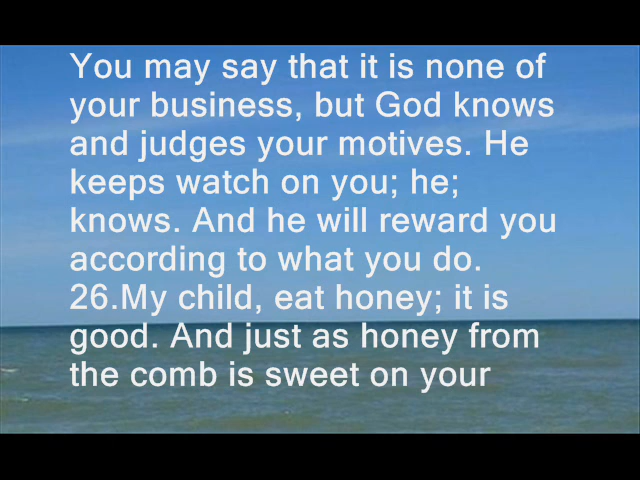 You may say that it is none of
your business, but God knows
and judges your motives. He
keeps watch on you; he;
knows. And he will reward you
according to what you do.
26.My child, eat honey; it is
good. And just as honey from
the comb is sweet on your